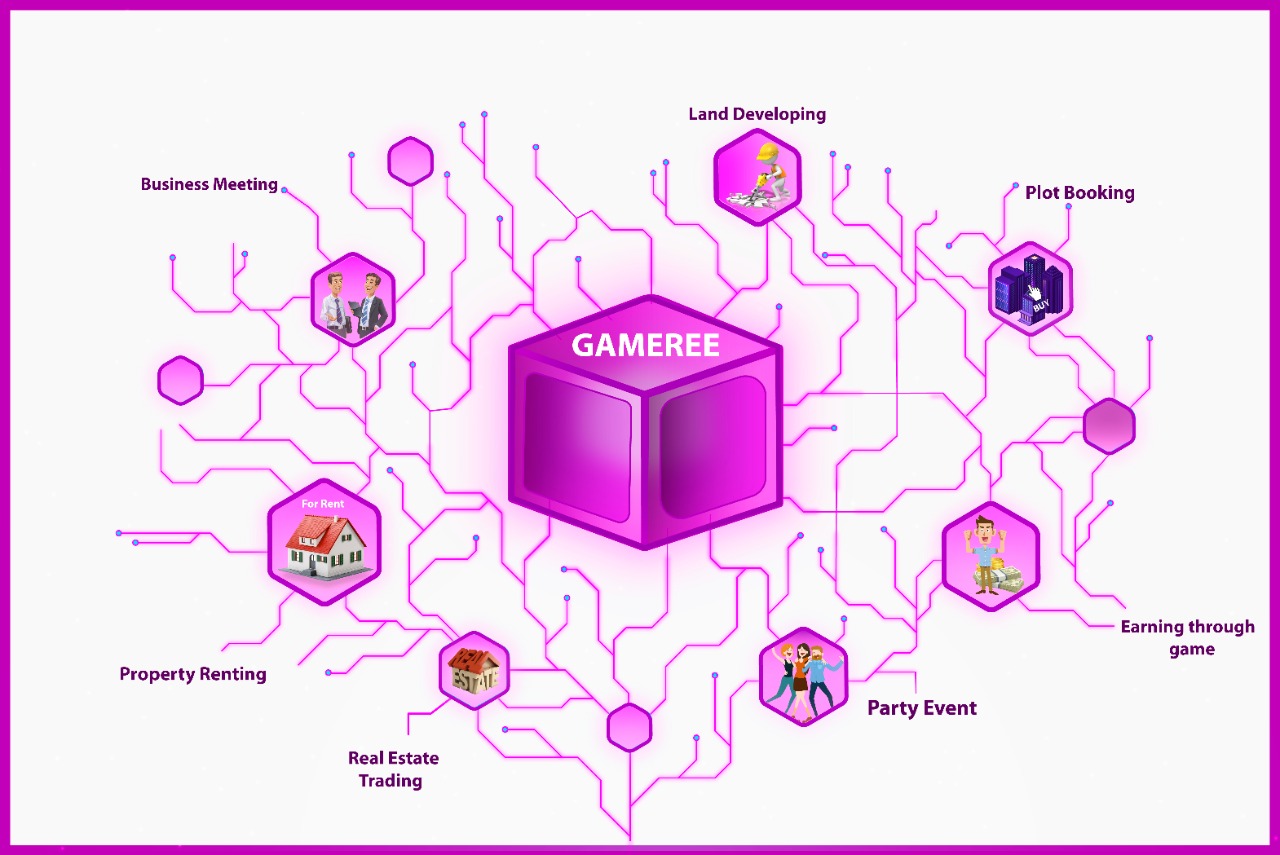 Land Developing
Business Meeting
Plot Booking
BUY
GAMEREE
For Rent
Earning through
game
Property Renting
REAL
ESTATE
Party Event
Real Estate
Trading